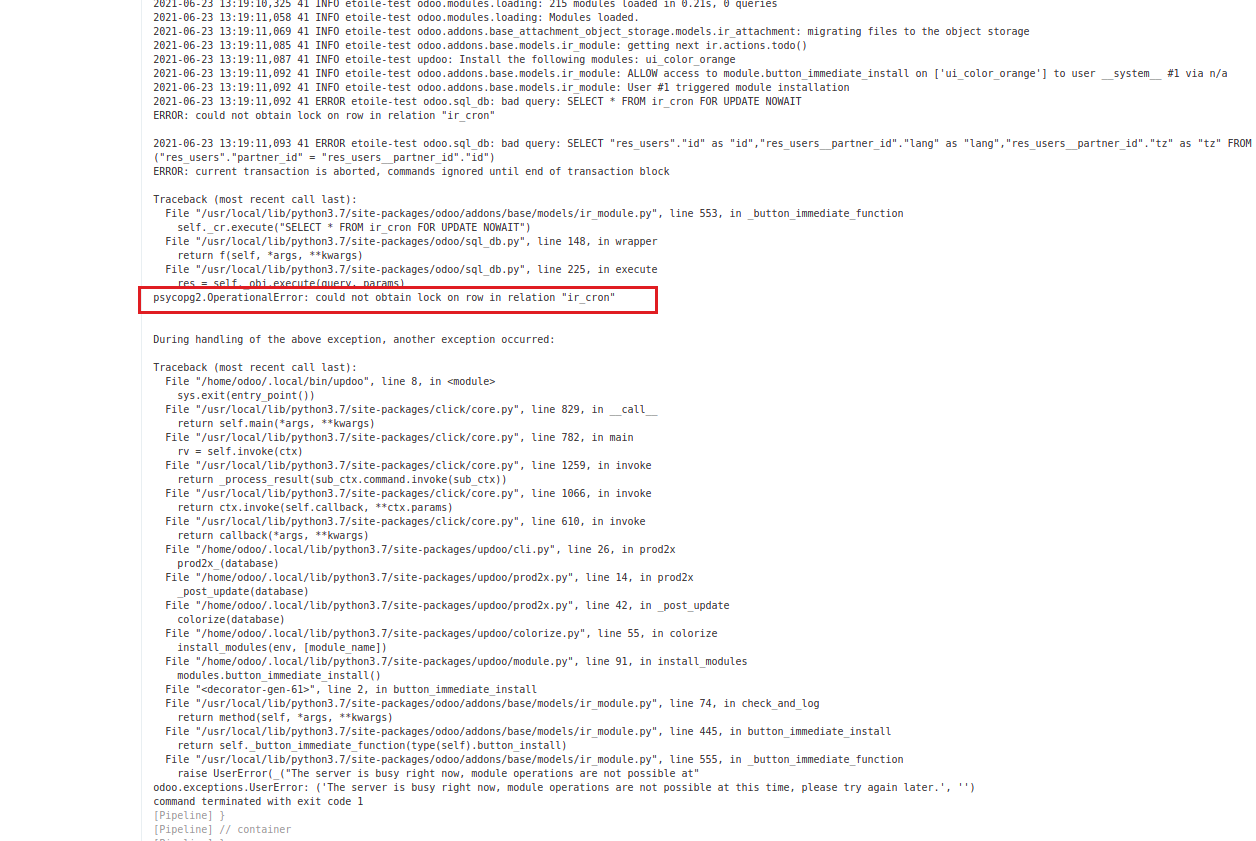 2021-06-23 13:19:10,325 41 INFO etoile-test odoo.modules.loading: 215 modules loaded in 0.21s, 0 queries
2021-06-23 13:19:11,058 41 INFO etoile-test odoo.modules.loading: Modules loaded.
2021-06-23 13:19:11,069 41 INFO etoile-test odoo.addons.base_attachment_object_storage.models.ir_attachment: migrating files to the object storage
2021-06-23 13:19:11,085 41 INFO etoile-test odoo.addons.base.models.ir_module: getting next ir.actions.todo()
2021-06-23 13:19:11,087 41 INFO etoile-test updoo: Install the following modules: ui_color_orange
2021-06-23 13:19:11,092 41 INFO etoile-test odoo.addons.base.models.ir_module: ALLOW access to module.button_immediate_install on ['ui_color_orange'] to user __system__ #1 via n/a
2021-06-23 13:19:11,092 41 INFO etoile-test odoo.addons.base.models.ir_module: User #1 triggered module installation
2021-06-23 13:19:11,092 41 ERROR etoile-test odoo.sql_db: bad query: SELECT * FROM ir_cron FOR UPDATE NOWAIT
ERROR: could not obtain lock on row in relation "ir_cron"
2021-06-23 13:19:11,093 41 ERROR etoile-test odoo.sql_db: bad query: SELECT "res_users"."id" as "id","res_users__partner_id"."lang" as "lang","res_users__partner_id"."tz" as "tz" FROM
("res_users"."partner_id" = "res_users__partner_id"."id")
ERROR: current transaction is aborted, commands ignored until end of transaction block
Traceback (most recent call last):
File "/usr/local/lib/python3.7/site-packages/odoo/addons/base/models/ir_module.py", line 553, in _button_immediate_function
self._cr.execute("SELECT * FROM ir_cron FOR UPDATE NOWAIT")
File "/usr/local/lib/python3.7/site-packages/odoo/sql_db.py", line 148, in wrapper
return f(self, *args, **kwargs)
File "/usr/local/lib/python3.7/site-packages/odoo/sql_db.py", line 225, in execute
res = self._obj.execute(query, params)
psycopg2.OperationalError: could not obtain lock on row in relation "ir_cron"
During handling of the above exception, another exception occurred:
Traceback (most recent call last):
File "/home/odoo/.local/bin/updoo", line 8, in <module>
sys.exit(entry_point())
File "/usr/local/lib/python3.7/site-packages/click/core.py", line 829, in __call__
return self.main(*args, **kwargs)
File "/usr/local/lib/python3.7/site-packages/click/core.py", line 782, in main
rv = self.invoke(ctx)
File "/usr/local/lib/python3.7/site-packages/click/core.py", line 1259, in invoke
return _process_result(sub_ctx.command.invoke(sub_ctx))
File "/usr/local/lib/python3.7/site-packages/click/core.py", line 1066, in invoke
return ctx.invoke(self.callback, **ctx.params)
File "/usr/local/lib/python3.7/site-packages/click/core.py", line 610, in invoke
return callback(*args, **kwargs)
File "/home/odoo/.local/lib/python3.7/site-packages/updoo/cli.py", line 26, in prod2x
prod2x_(database)
File "/home/odoo/.local/lib/python3.7/site-packages/updoo/prod2x.py", line 14, in prod2x
_post_update(database)
File "/home/odoo/.local/lib/python3.7/site-packages/updoo/prod2x.py", line 42, in _post_update
colorize(database)
File "/home/odoo/.local/lib/python3.7/site-packages/updoo/colorize.py", line 55, in colorize
install_modules(env, [module_name])
File "/home/odoo/.local/lib/python3.7/site-packages/updoo/module.py", line 91, in install_modules
modules.button_immediate_install()
File "<decorator-gen-61>", line 2, in button_immediate_install
File "/usr/local/lib/python3.7/site-packages/odoo/addons/base/models/ir_module.py", line 74, in check_and_log
return method(self, *args, **kwargs)
File "/usr/local/lib/python3.7/site-packages/odoo/addons/base/models/ir_module.py", line 445, in button_immediate_install
return self._button_immediate_function(type(self).button_install)
File "/usr/local/lib/python3.7/site-packages/odoo/addons/base/models/ir_module.py", line 555, in _button_immediate_function
raise UserError(_("The server is busy right now, module operations are not possible at"
odoo.exceptions.UserError: ('The server is busy right now, module operations are not possible at this time, please try again later.', '')
command terminated with exit code 1
[Pipeline] }
[Pipeline] // container